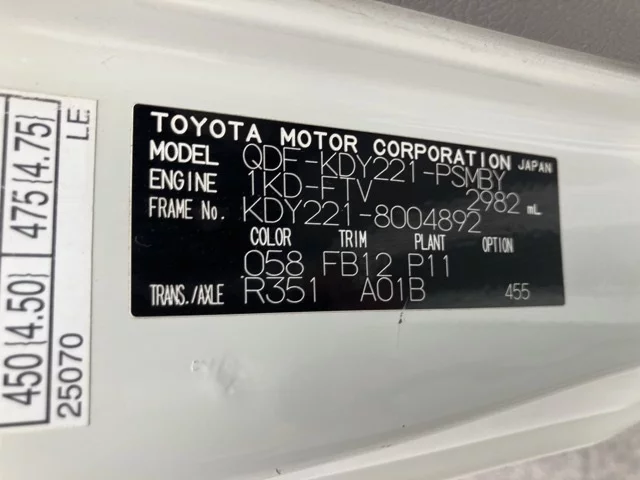 TOYOTA MOTOR CORPORATION JAPAN
MODEL QDF-KDY221-PSMBY
ENGINE 1KD-FTV 2982 mL
FRAME No. KDY221-8004892
COLOR TRIM PLANT OPTION
058 FB12 P11
TRANS./AXLE R351 A01B 455
450{4.50} 475{4.75}
25070 LE